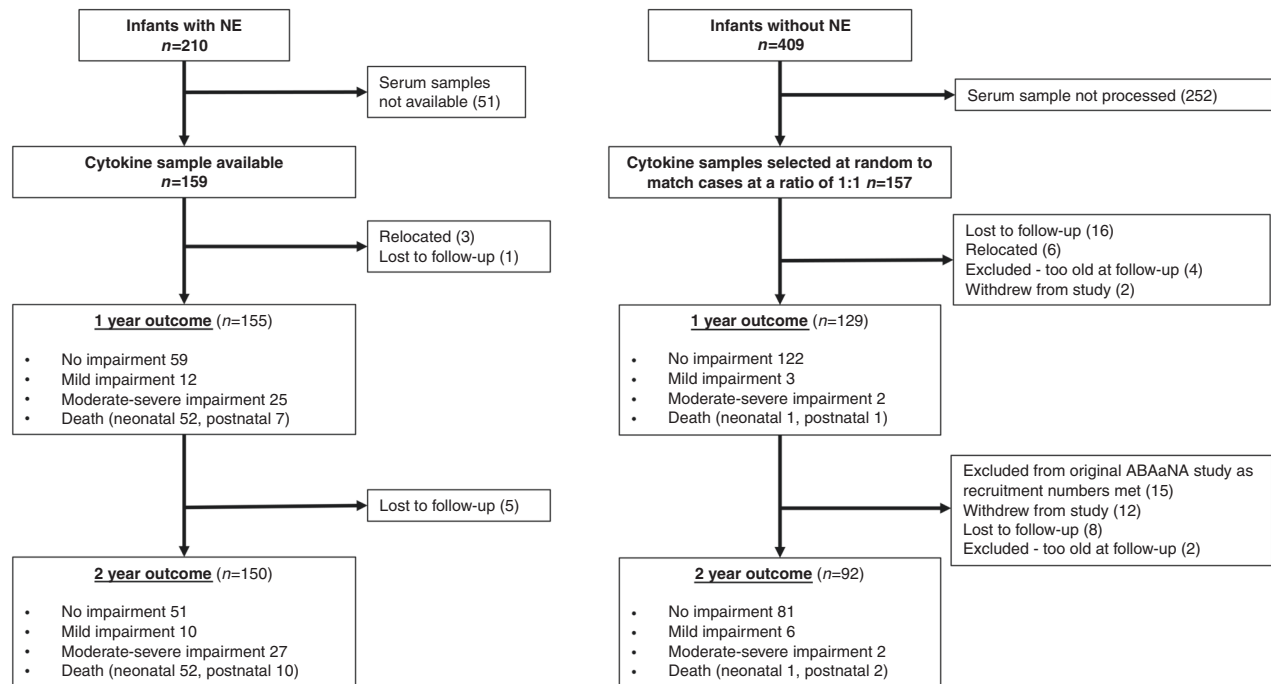 Infants with NE
n=210
Serum samples
not available (51)
Cytokine sample available
n=159
Relocated (3)
Lost to follow-up (1)
1 year outcome (n=155)
• No impairment 59
• Mild impairment 12
• Moderate-severe impairment 25
• Death (neonatal 52, postnatal 7)
Lost to follow-up (5)
2 year outcome (n=150)
• No impairment 51
• Mild impairment 10
• Moderate-severe impairment 27
• Death (neonatal 52, postnatal 10)
Infants without NE
n=409
Serum sample not processed (252)
Cytokine samples selected at random to
match cases at a ratio of 1:1 n=157
Lost to follow-up (16)
Relocated (6)
Excluded - too old at follow-up (4)
Withdrew from study (2)
1 year outcome (n=129)
• No impairment 122
• Mild impairment 3
• Moderate-severe impairment 2
• Death (neonatal 1, postnatal 1)
Excluded from original ABAaNA study as
recruitment numbers met (15)
Withdrew from study (12)
Lost to follow-up (8)
Excluded - too old at follow-up (2)
2 year outcome (n=92)
• No impairment 81
• Mild impairment 6
• Moderate-severe impairment 2
• Death (neonatal 1, postnatal 2)